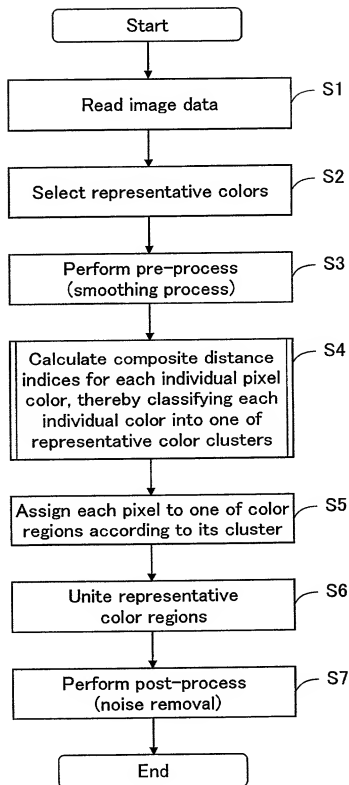 Start
Read image data
S1
Select representative colors
S2
Perform pre-process
(smoothing process)
S3
Calculate composite distance
indices for each individual pixel
color, thereby classifying each
individual color into one of
representative color clusters
S4
Assign each pixel to one of color
regions according to its cluster
S5
Unite representative
color regions
S6
Perform post-process
(noise removal)
S7
End